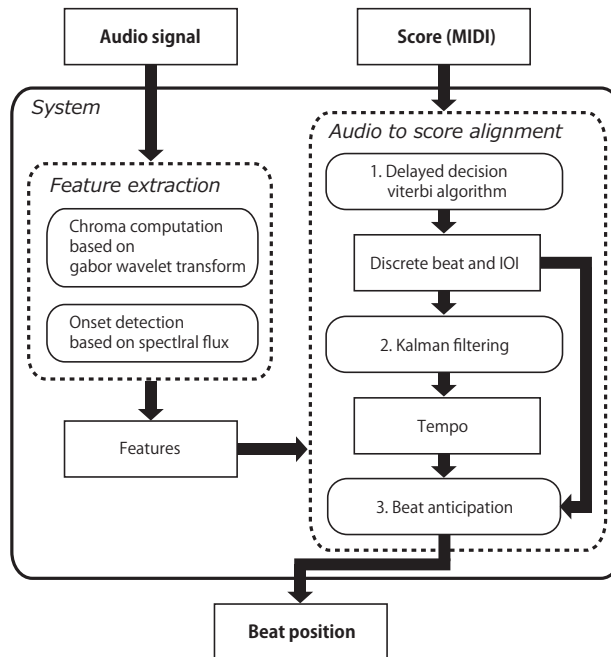 Audio signal
Score (MIDI)
System
Feature extraction
Chroma computation
based on
gabor wavelet transform
Onset detection
based on spectlral flux
Features
Audio to score alignment
1. Delayed decision
viterbi algorithm
Discrete beat and IOI
2. Kalman filtering
Tempo
3. Beat anticipation
Beat position